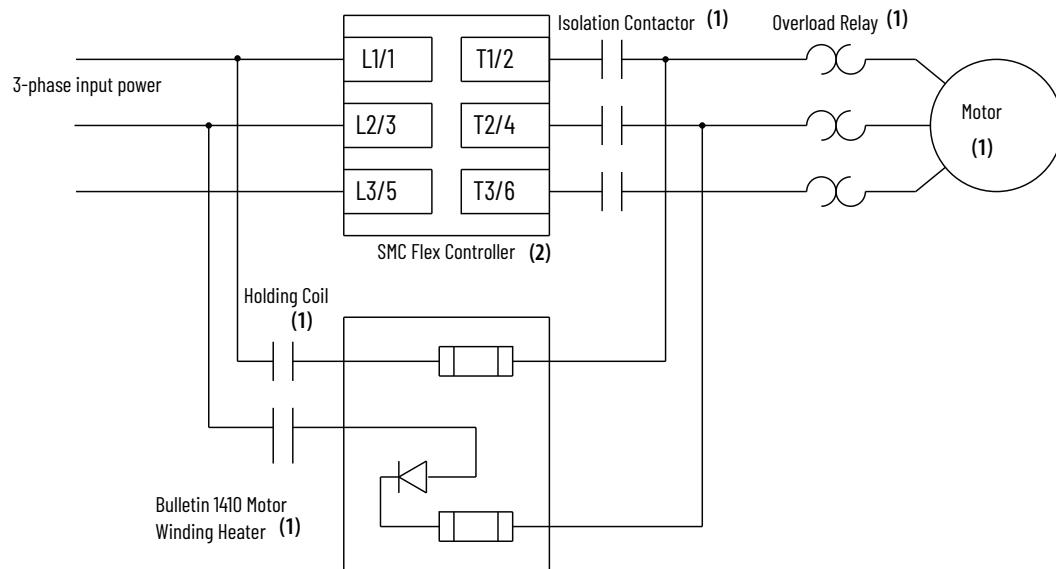 Isolation Contactor (1)
Overload Relay (1)
3-phase input power
L1/1
T1/2
L2/3
T2/4
L3/5
T3/6
Motor
(1)
SMC Flex Controller (2)
Holding Coil
(1)
Bulletin 1410 Motor
Winding Heater (1)